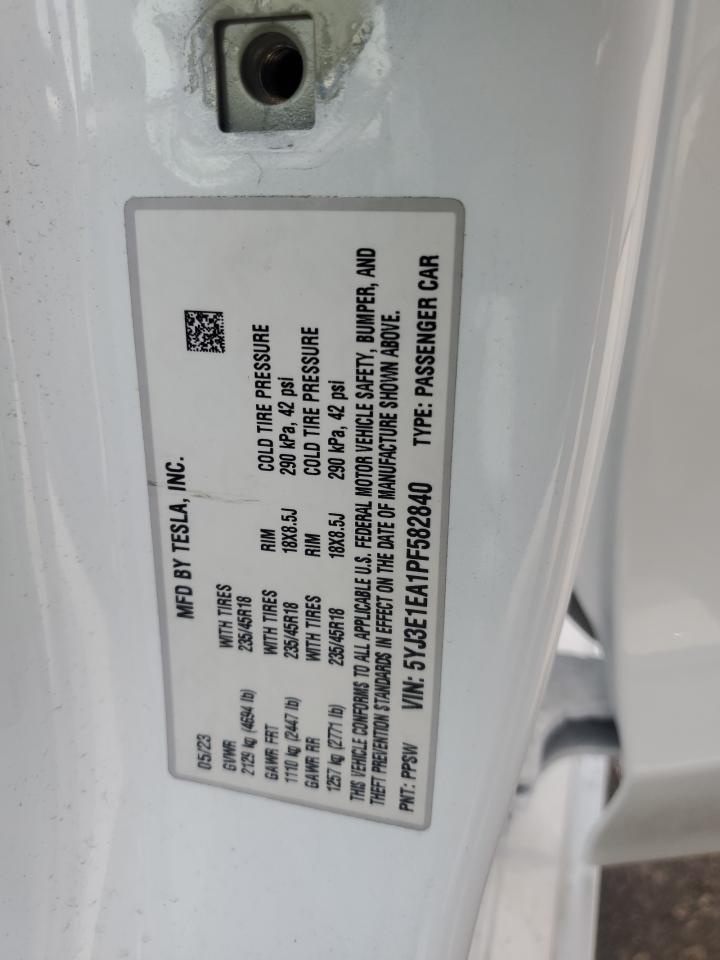 MFD BY TESLA, INC.
05/23
GVWR WITH TIRES
2129 kg (4694 lb) 235/45R18
GAWR FRT WITH TIRES RIM COLD TIRE PRESSURE
1110 kg (2447 lb) 235/45R18 18X8.5J 290 kPa, 42 psi
GAWR RR WITH TIRES RIM COLD TIRE PRESSURE
1257 kg (2771 lb) 235/45R18 18X8.5J 290 kPa, 42 psi
THIS VEHICLE CONFORMS TO ALL APPLICABLE U.S. FEDERAL MOTOR VEHICLE SAFETY, BUMPER, AND
THEFT PREVENTION STANDARDS IN EFFECT ON THE DATE OF MANUFACTURE SHOWN ABOVE.
PNT: PPSW VIN: 5YJ3E1EA1PF582840 TYPE: PASSENGER CAR